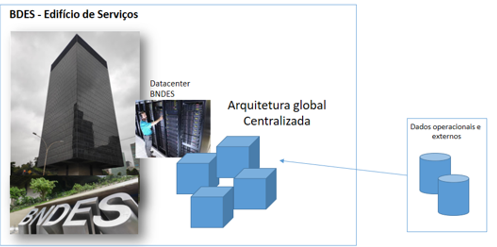 BDES - Edifício de Serviços
Datacenter
BNDES
Arquitetura global
Centralizada
Dados operacionais e
externos
BNDES